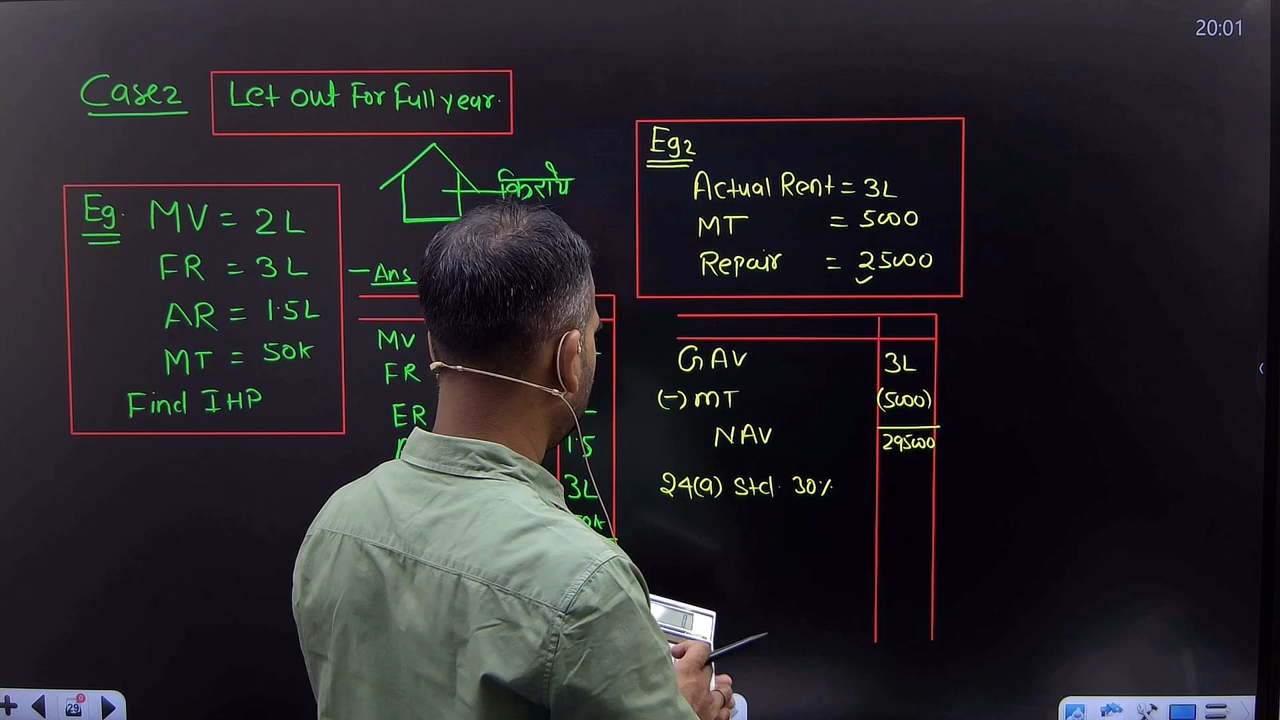 20:01
Case2 Let out For Full year.
किराये
Eg. MV = 2L
FR = 3L
AR = 1.5L
MT = 50k
Find IHP
Ans
MV
FR
ER
1.5
3L
50k
Eg2
Actual Rent = 3L
MT = 5000
Repair = 25000
GAV 3L
(-) MT (5000)
NAV 295000
24(a) Std. 30%
29